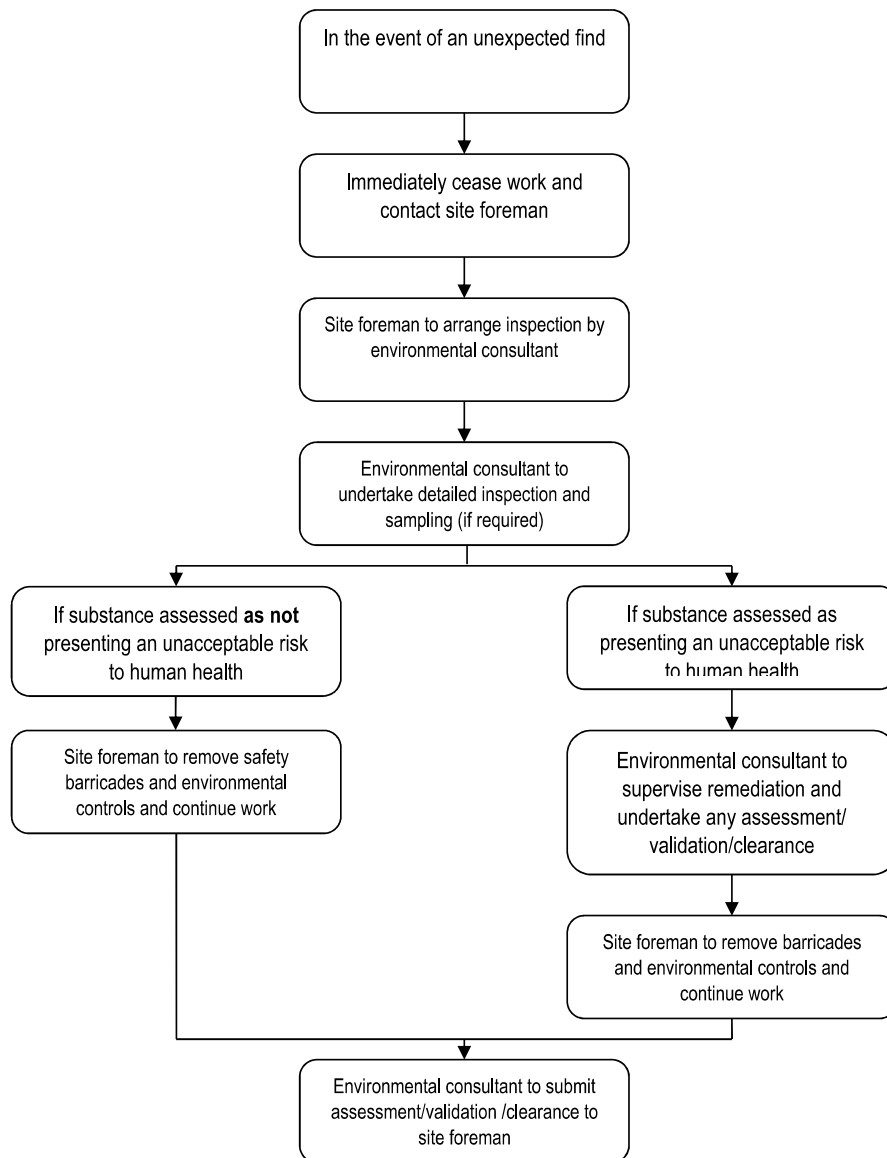 In the event of an unexpected find
Immediately cease work and
contact site foreman
Site foreman to arrange inspection by
environmental consultant
Environmental consultant to
undertake detailed inspection and
sampling (if required)
If substance assessed as not
presenting an unacceptable risk
to human health
If substance assessed as
presenting an unacceptable risk
to human health
Site foreman to remove safety
barricades and environmental
controls and continue work
Environmental consultant to
supervise remediation and
undertake any assessment/
validation/clearance
Site foreman to remove barricades
and environmental controls and
continue work
Environmental consultant to submit
assessment/validation /clearance to
site foreman